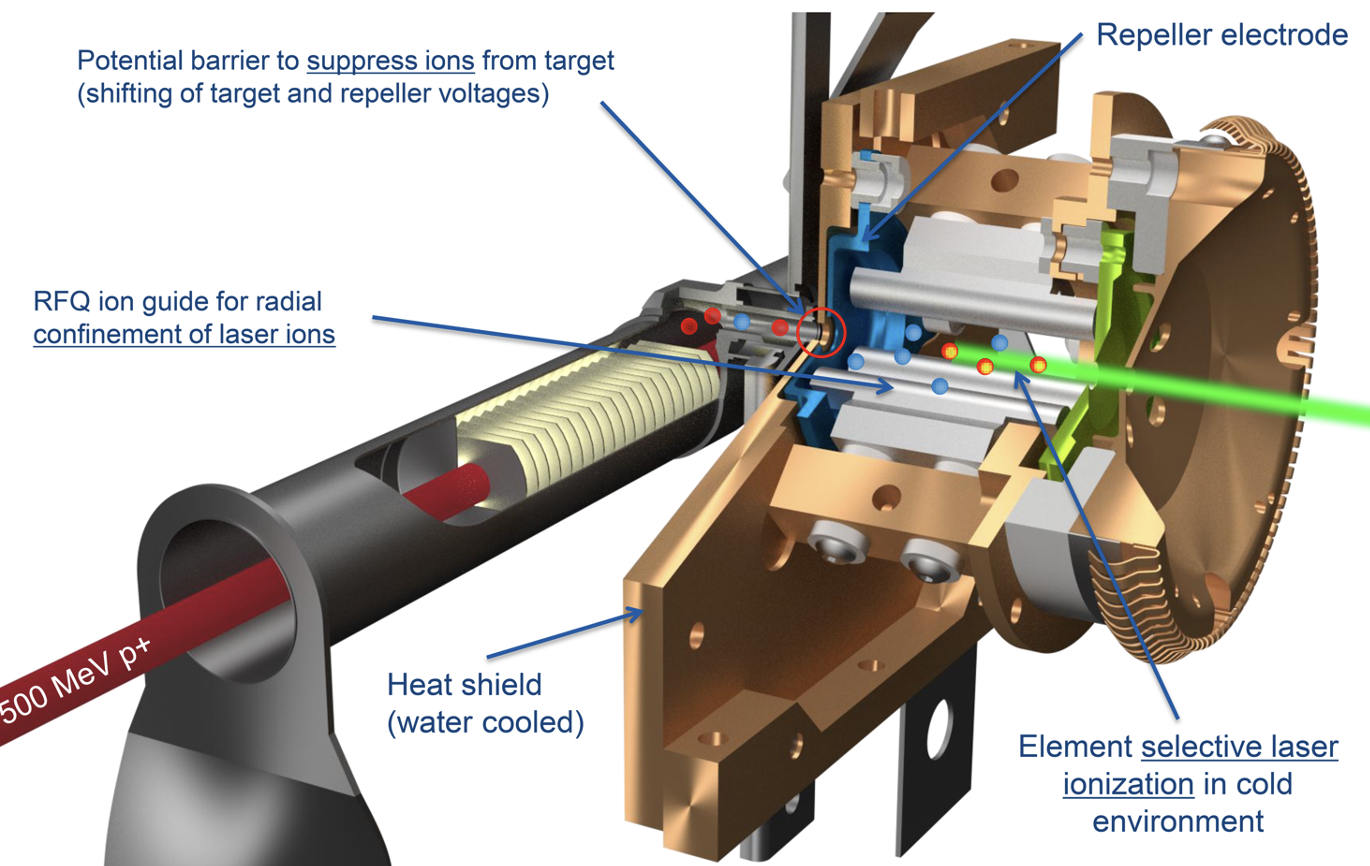 Potential barrier to suppress ions from target
(shifting of target and repeller voltages)
Repeller electrode
RFQ ion guide for radial
confinement of laser ions
500 MeV p+
Heat shield
(water cooled)
Element selective laser
ionization in cold
environment